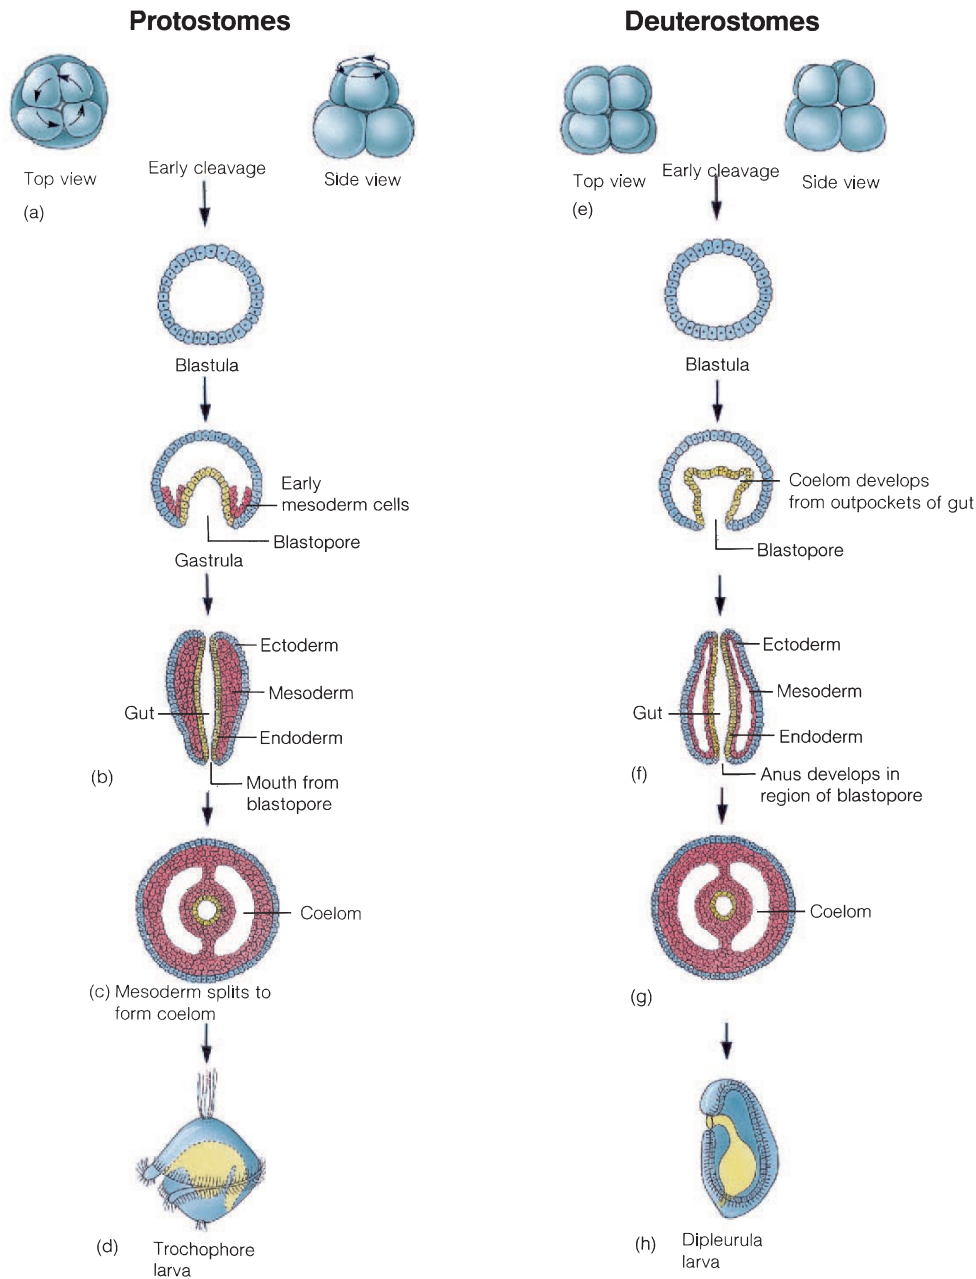 Protostomes
Top view
Early cleavage
Side view
(a)
Blastula
Early
mesoderm cells
Blastopore
Gastrula
Ectoderm
Mesoderm
Gut
Endoderm
(b)
Mouth from
blastopore
Coelom
(c) Mesoderm splits to
form coelom
(d)
Trochophore
larva
Deuterostomes
Top view
Early cleavage
Side view
(e)
Blastula
Coelom develops
from outpockets of gut
Blastopore
Ectoderm
Mesoderm
Gut
Endoderm
(f)
Anus develops in
region of blastopore
Coelom
(g)
(h)
Dipleurula
larva